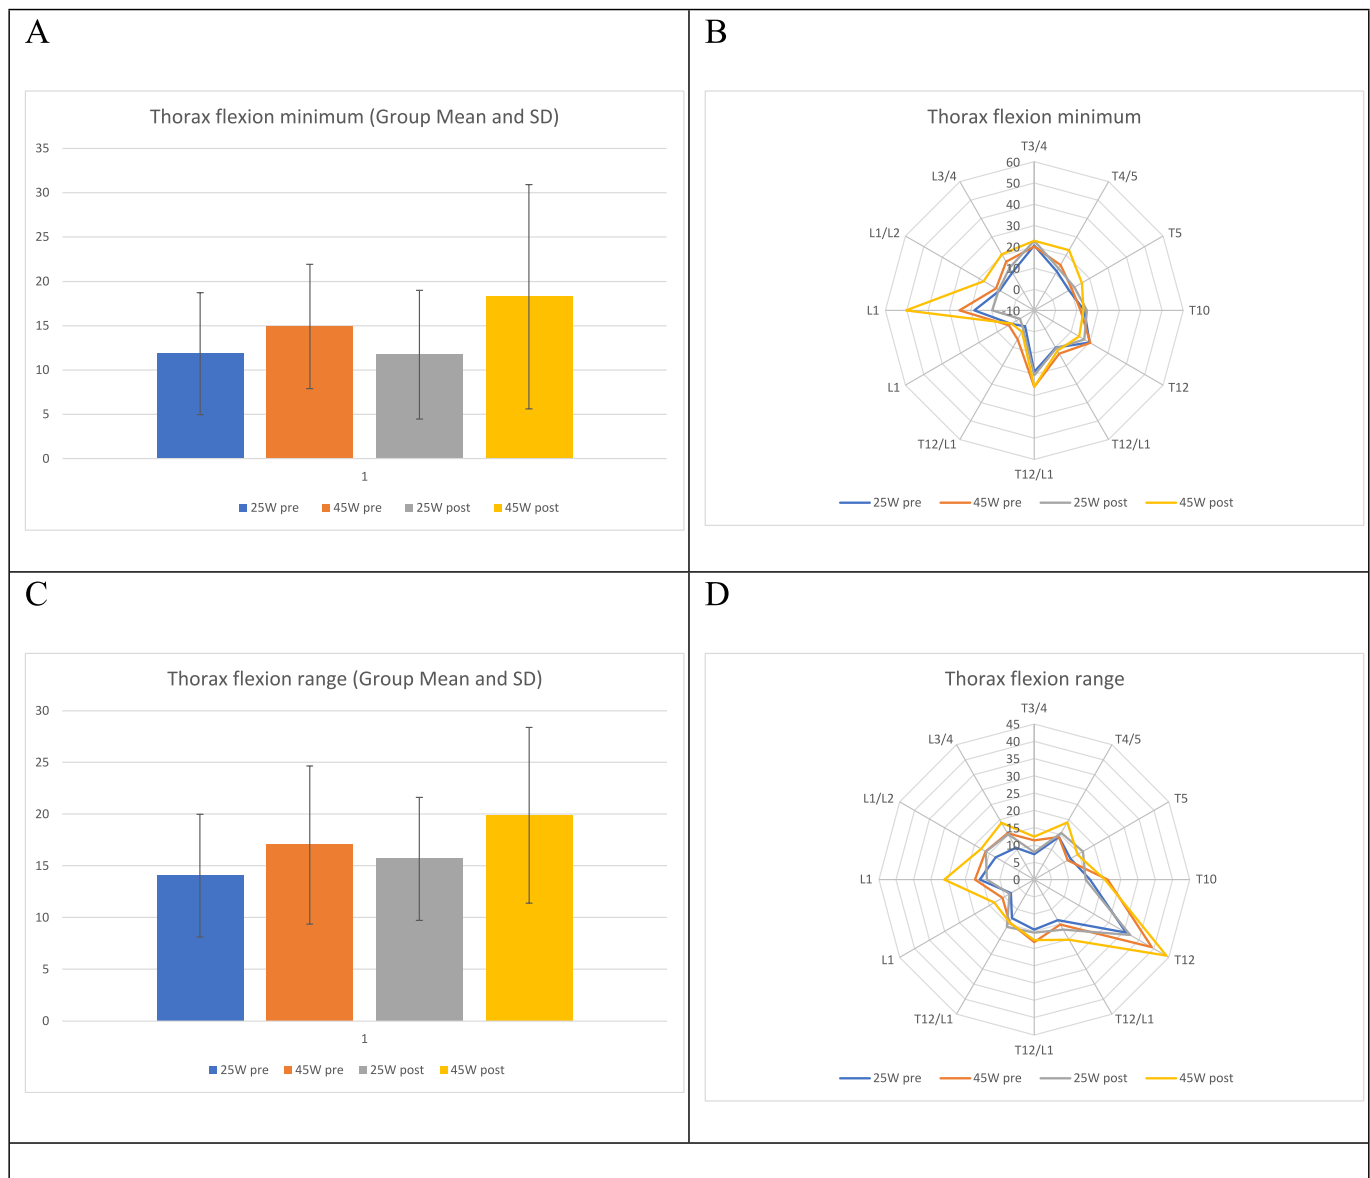 A
Thorax flexion minimum (Group Mean and SD)
35
30
25
20
15
10
5
0
1
25W pre 45W pre 25W post 45W post
B
Thorax flexion minimum
T3/4
T4/5
T5
T10
T12
T12/L1
T12/L1
T12/L1
L1
L1
L1/L2
L3/4
60
50
40
30
20
10
0
10
25W pre 45W pre 25W post 45W post
C
Thorax flexion range (Group Mean and SD)
30
25
20
15
10
5
0
1
25W pre 45W pre 25W post 45W post
D
Thorax flexion range
T3/4
T4/5
T5
T10
T12
T12/L1
T12/L1
T12/L1
L1
L1
L1/L2
L3/4
45
40
35
30
25
20
15
10
5
0
25W pre 45W pre 25W post 45W post